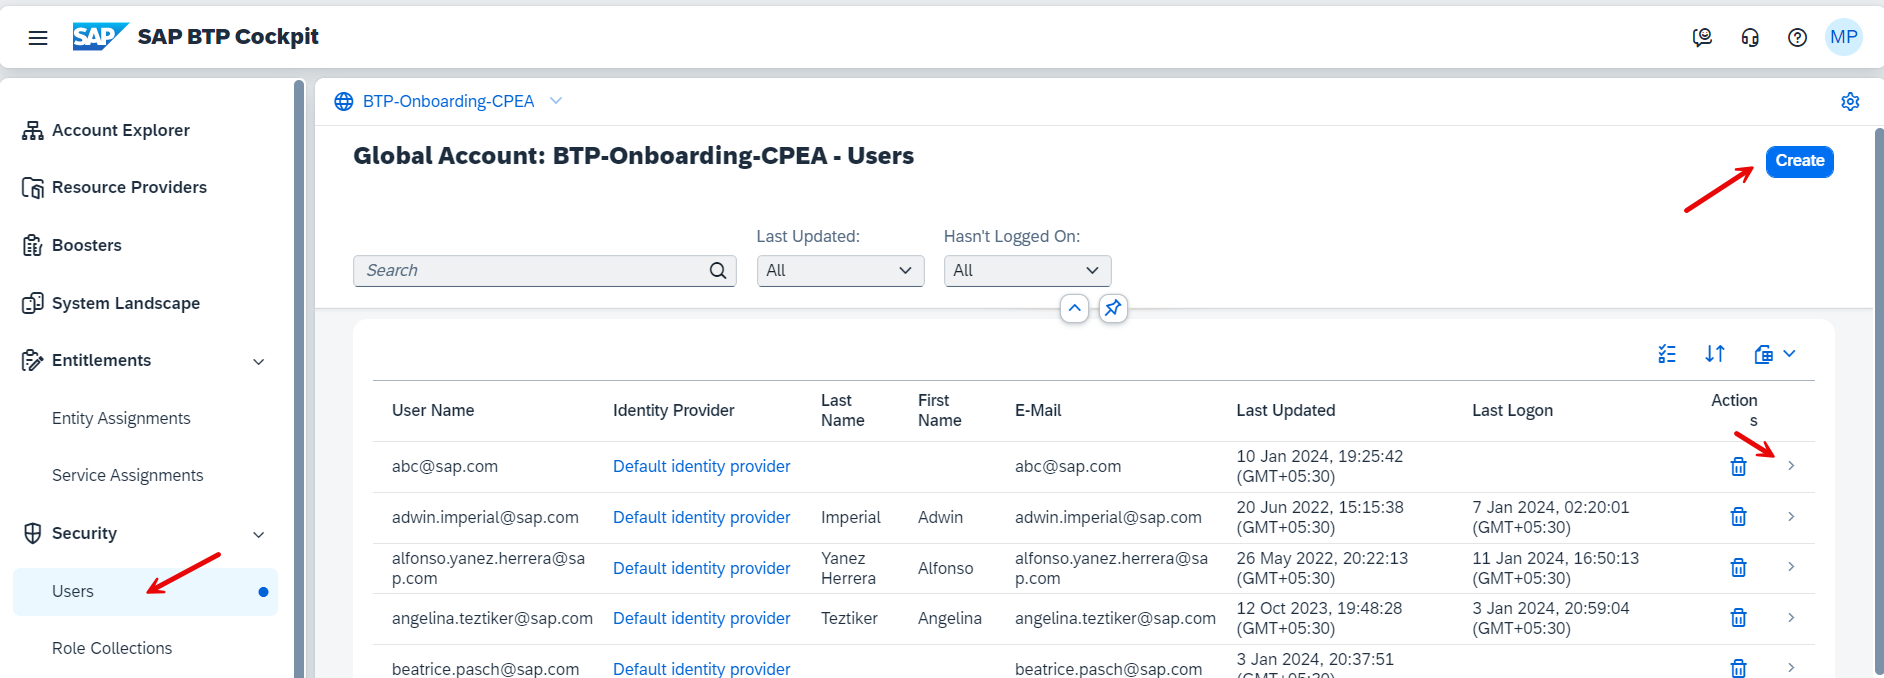 SAP SAP BTP Cockpit
MP
Account Explorer
Resource Providers
Boosters
System Landscape
Entitlements
Entity Assignments
Service Assignments
Security
Users
Role Collections
BTP-Onboarding-CPEA
Global Account: BTP-Onboarding-CPEA - Users
Create
Last Updated:
Hasn't Logged On:
Search
All
All
User Name
Identity Provider
Last
Name
First
Name
E-Mail
Last Updated
Last Logon
Action
s
abc@sap.com
Default identity provider
abc@sap.com
10 Jan 2024, 19:25:42
(GMT+05:30)
adwin.imperial@sap.com
Default identity provider
Imperial
Adwin
adwin.imperial@sap.com
20 Jun 2022, 15:15:38
(GMT+05:30)
7 Jan 2024, 02:20:01
(GMT+05:30)
alfonso.yanez.herrera@sa
p.com
Default identity provider
Yanez
Herrera
Alfonso
alfonso.yanez.herrera@sa
p.com
26 May 2022, 20:22:13
(GMT+05:30)
11 Jan 2024, 16:50:13
(GMT+05:30)
angelina.teztiker@sap.com
Default identity provider
Teztiker
Angelina
angelina.teztiker@sap.com
12 Oct 2023, 19:48:28
(GMT+05:30)
3 Jan 2024, 20:59:04
(GMT+05:30)
beatrice.pasch@sap.com
Default identity provider
beatrice.pasch@sap.com
3 Jan 2024, 20:37:51
(GMT+05:30)